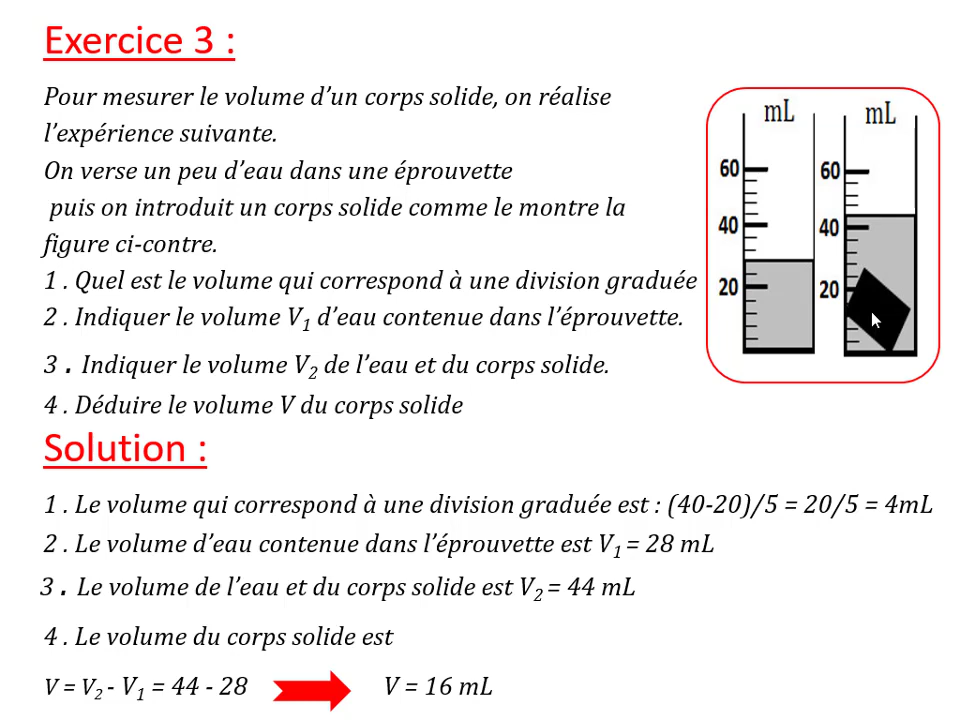 Exercice 3 :
Pour mesurer le volume d’un corps solide, on réalise
l’expérience suivante.
On verse un peu d’eau dans une éprouvette
puis on introduit un corps solide comme le montre la
figure ci-contre.
1 . Quel est le volume qui correspond à une division graduée
2 . Indiquer le volume V₁ d’eau contenue dans l’éprouvette.
3 . Indiquer le volume V₂ de l’eau et du corps solide.
4 . Déduire le volume V du corps solide
mL mL
60 60
40 40
20 20
Solution :
1 . Le volume qui correspond à une division graduée est : (40-20)/5 = 20/5 = 4mL
2 . Le volume d’eau contenue dans l’éprouvette est V₁ = 28 mL
3 . Le volume de l’eau et du corps solide est V₂ = 44 mL
4 . Le volume du corps solide est
V = V₂ - V₁ = 44 - 28 V = 16 mL